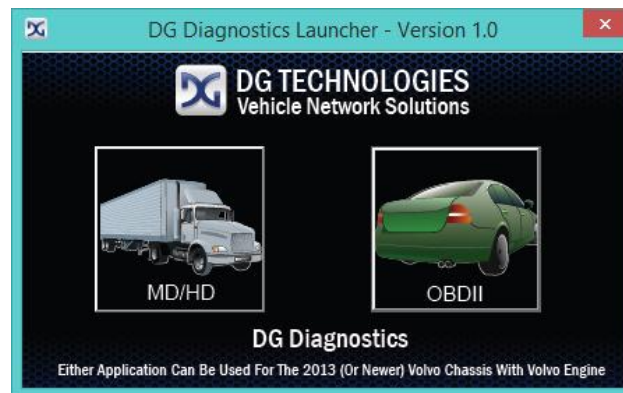 DG Diagnostics Launcher - Version 1.0
x
DG DG TECHNOLOGIES
Vehicle Network Solutions
MD/HD
OBDII
DG Diagnostics
Either Application Can Be Used For The 2013 (Or Newer) Volvo Chassis With Volvo Engine